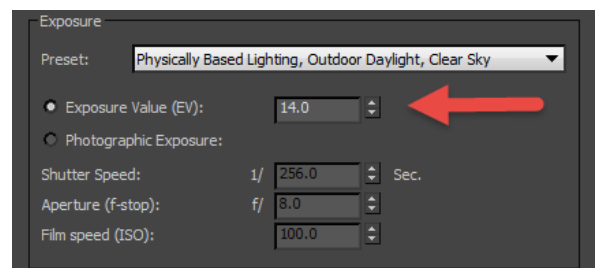 Exposure
Preset: Physically Based Lighting, Outdoor Daylight, Clear Sky
Exposure Value (EV): 14.0
Photographic Exposure:
Shutter Speed: 1/ 256.0 Sec.
Aperture (f-stop): f/ 8.0
Film speed (ISO): 100.0